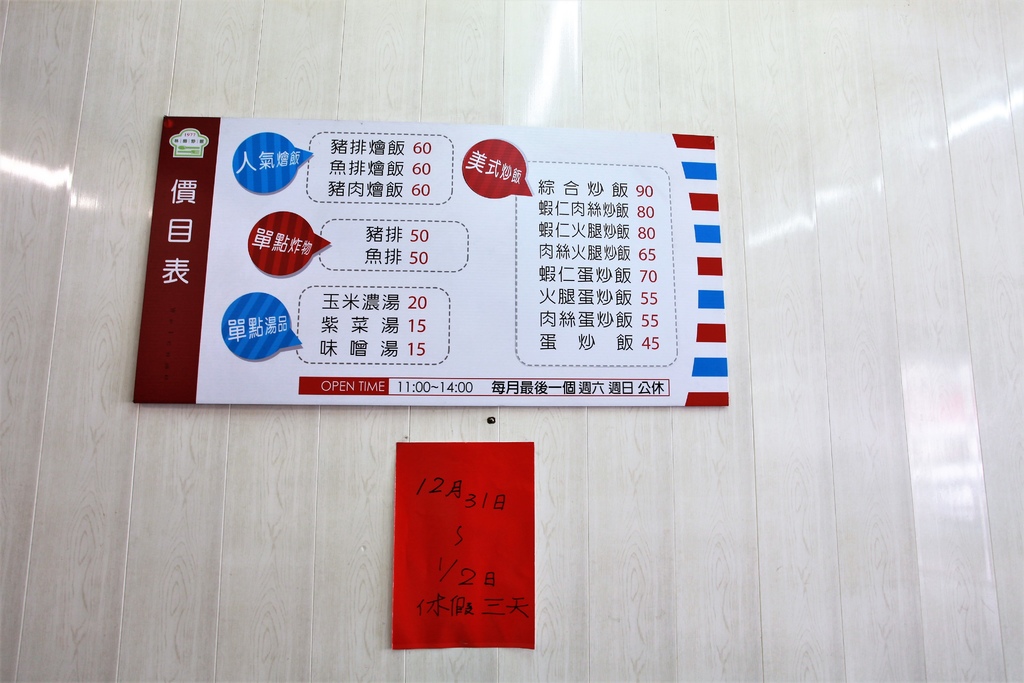 1977
價目表
人氣燴飯
豬排燴飯 60
魚排燴飯 60
豬肉燴飯 60
單點炸物
豬排 50
魚排 50
單點湯品
玉米濃湯 20
紫菜湯 15
味噌湯 15
美式炒飯
綜合炒飯 90
蝦仁肉絲炒飯 80
蝦仁火腿炒飯 80
肉絲火腿炒飯 65
蝦仁蛋炒飯 70
火腿蛋炒飯 55
肉絲蛋炒飯 55
蛋炒飯 45
OPEN TIME 11:00~14:00 每月最後一個 週六 週日 公休
12月31日
~
1/2日
休假三天